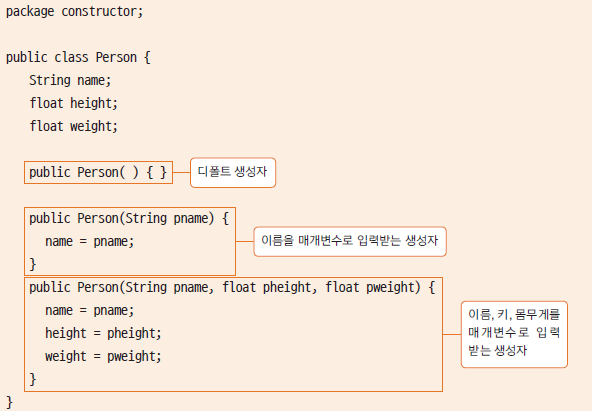 package constructor;
public class Person {
String name;
float height;
float weight;
public Person( ) { }
디폴트 생성자
public Person(String pname) {
name = pname;
}
이름을 매개변수로 입력받는 생성자
public Person(String pname, float pheight, float pweight) {
name = pname;
height = pheight;
weight = pweight;
}
이름, 키, 몸무게를
매개변수로 입력
받는 생성자
}